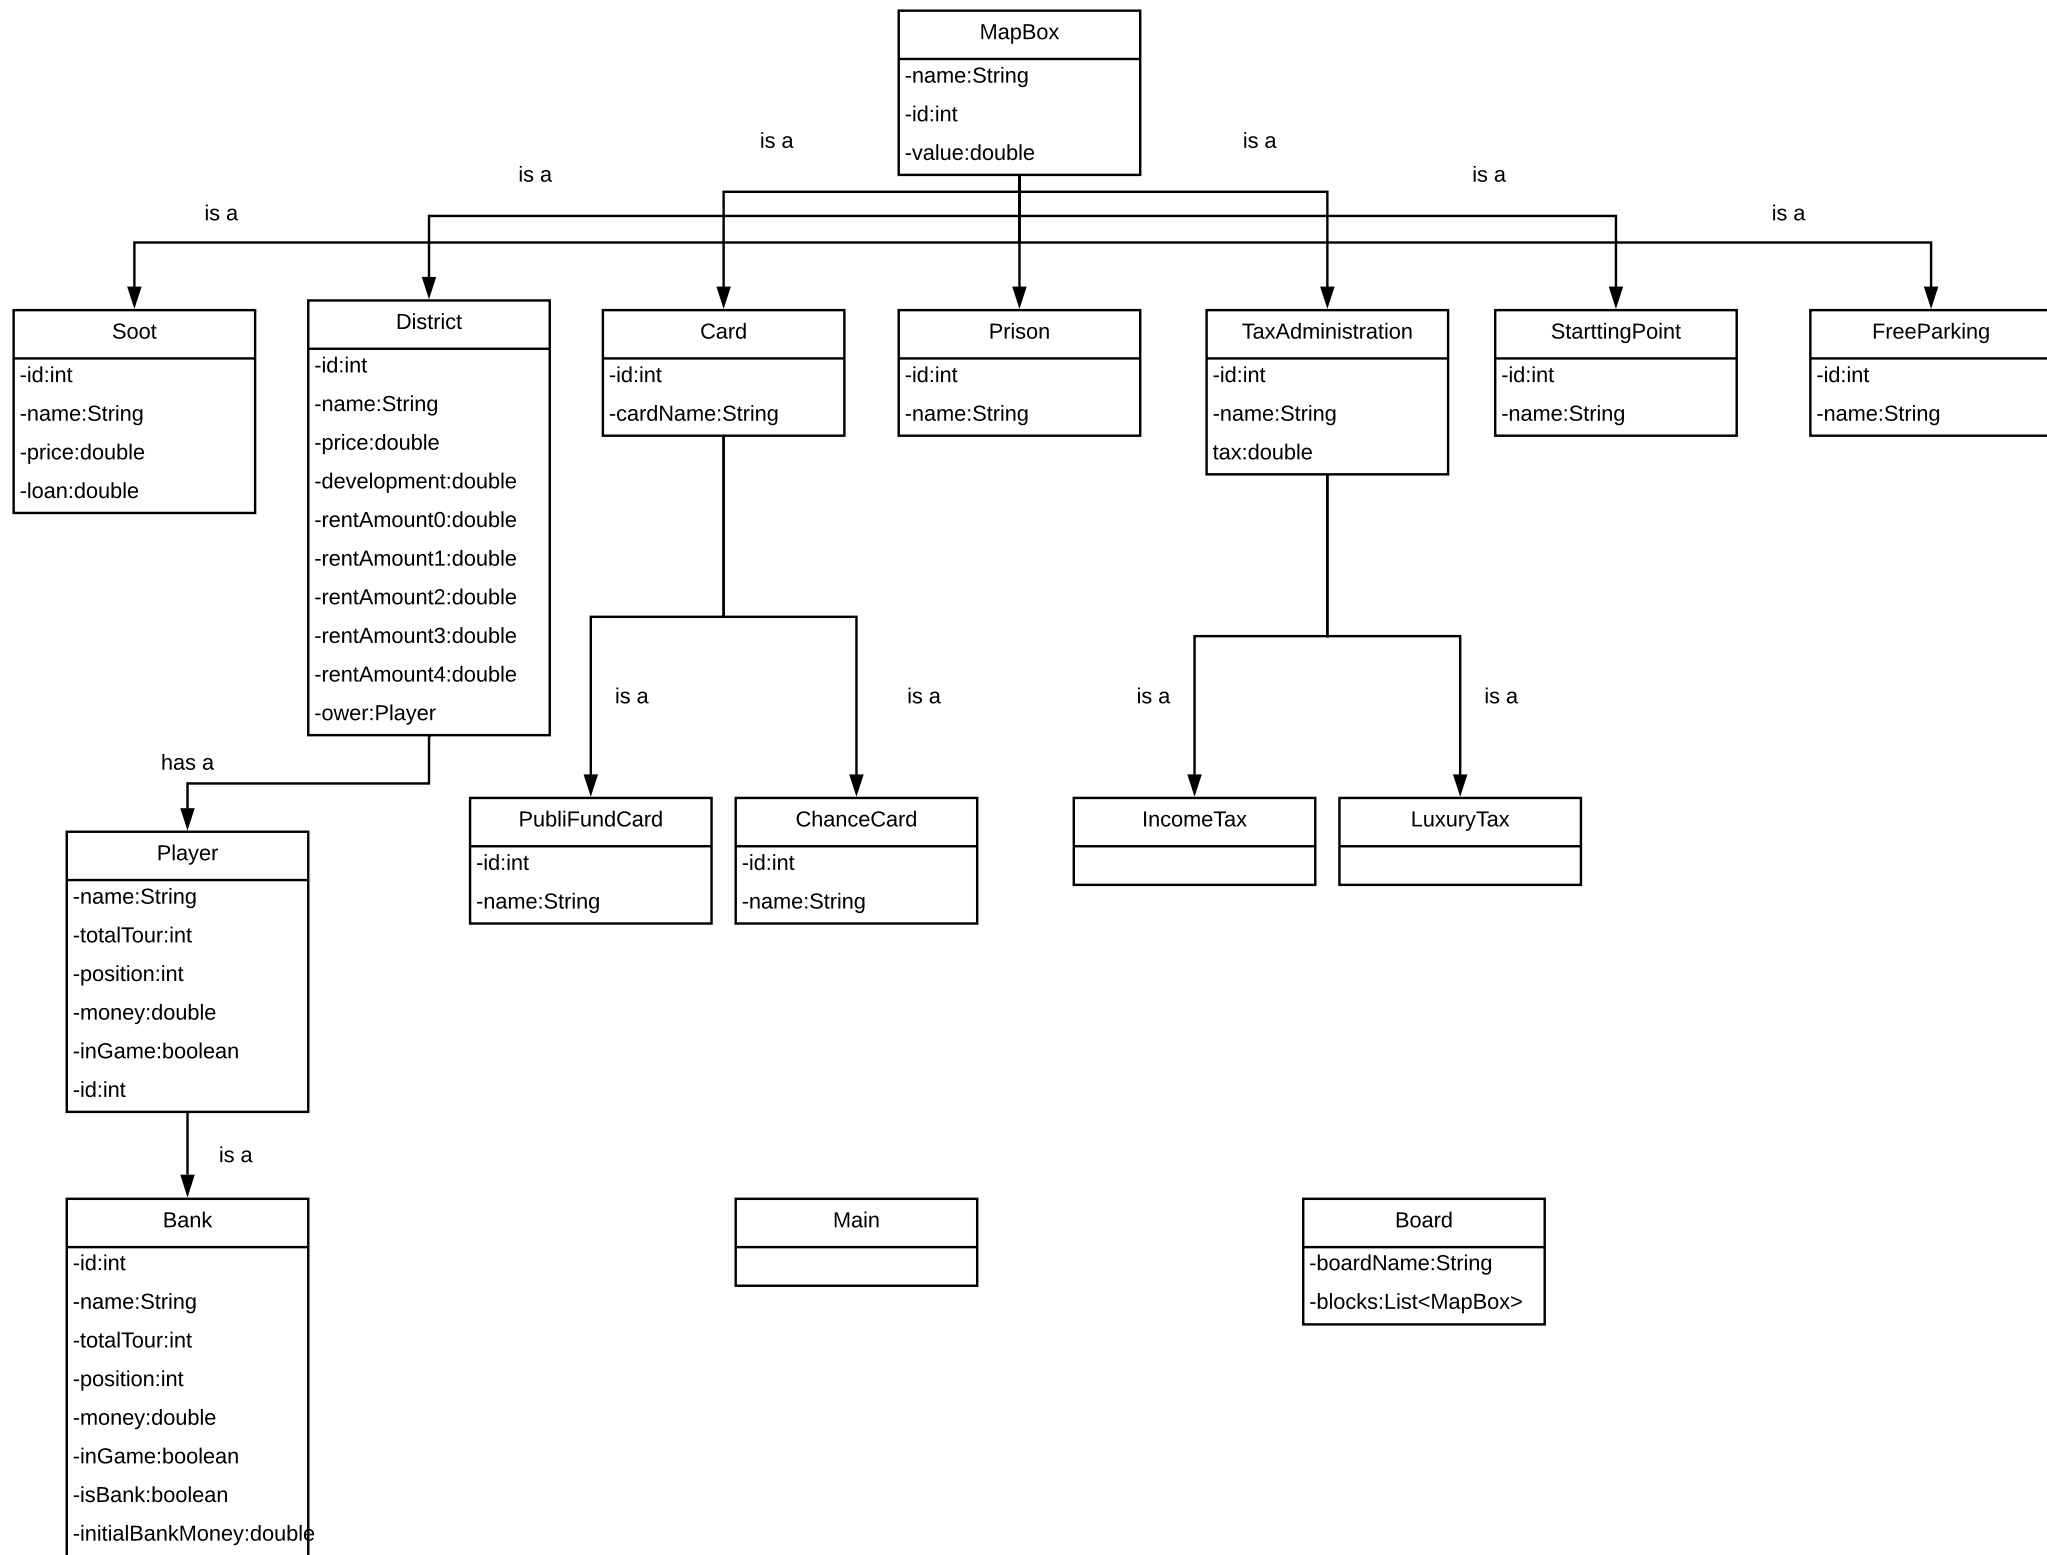 MapBox
-name:String
-id:int
-value:double
is a
is a
is a
is a
is a
is a
Soot
-id:int
-name:String
-price:double
-loan:double
District
-id:int
-name:String
-price:double
-development:double
-rentAmount0:double
-rentAmount1:double
-rentAmount2:double
-rentAmount3:double
-rentAmount4:double
-ower:Player
Card
-id:int
-cardName:String
Prison
-id:int
-name:String
TaxAdministration
-id:int
-name:String
tax:double
StarttingPoint
-id:int
-name:String
FreeParking
-id:int
-name:String
is a
is a
is a
is a
has a
Player
-name:String
-totalTour:int
-position:int
-money:double
-inGame:boolean
-id:int
PubliFundCard
-id:int
-name:String
ChanceCard
-id:int
-name:String
IncomeTax
LuxuryTax
is a
Bank
-id:int
-name:String
-totalTour:int
-position:int
-money:double
-inGame:boolean
-isBank:boolean
-initialBankMoney:double
Main
Board
-boardName:String
-blocks:List<MapBox>